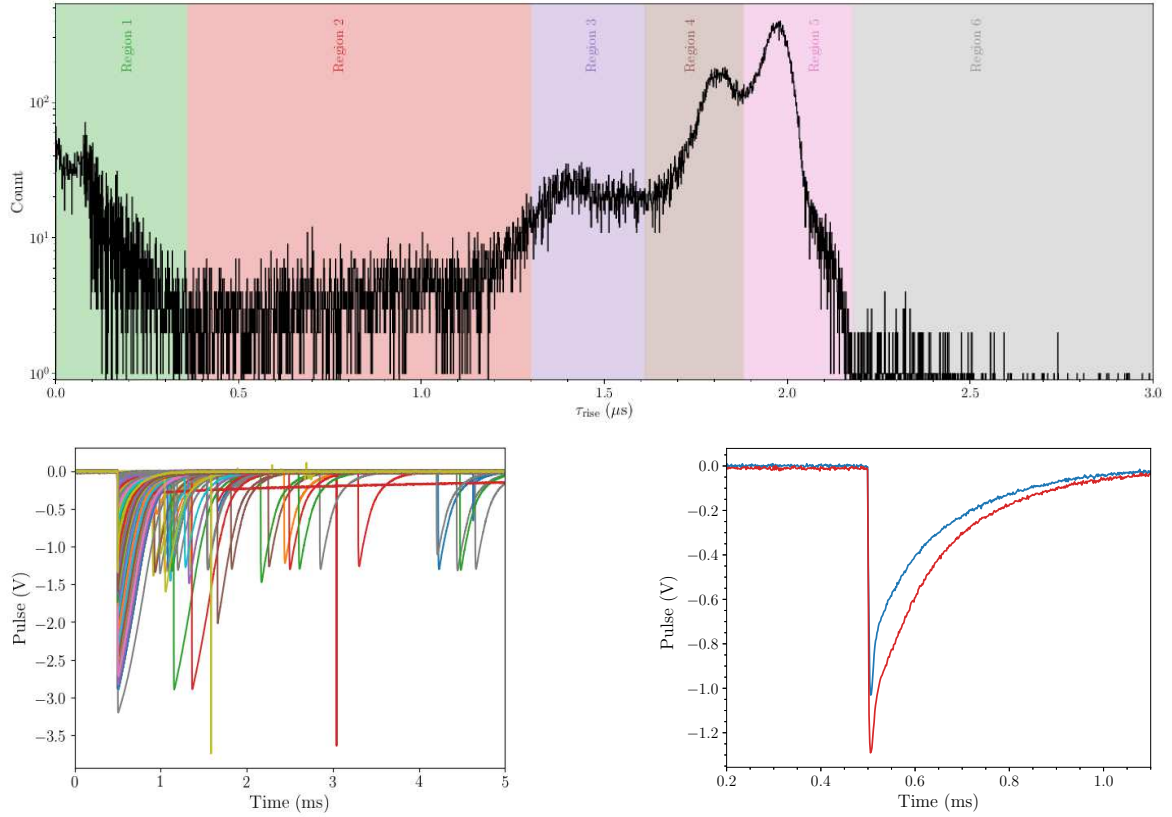 Region 1
Region 2
Region 3
Region 4
Region 5
Region 6
Count
10²
10¹
10⁰
0.0 0.5 1.0 1.5 2.0 2.5 3.0
τrise (μs)
Pulse (V)
0.0
−0.5
−1.0
−1.5
−2.0
−2.5
−3.0
−3.5
0 1 2 3 4 5
Time (ms)
Pulse (V)
0.0
−0.2
−0.4
−0.6
−0.8
−1.0
−1.2
0.2 0.4 0.6 0.8 1.0
Time (ms)